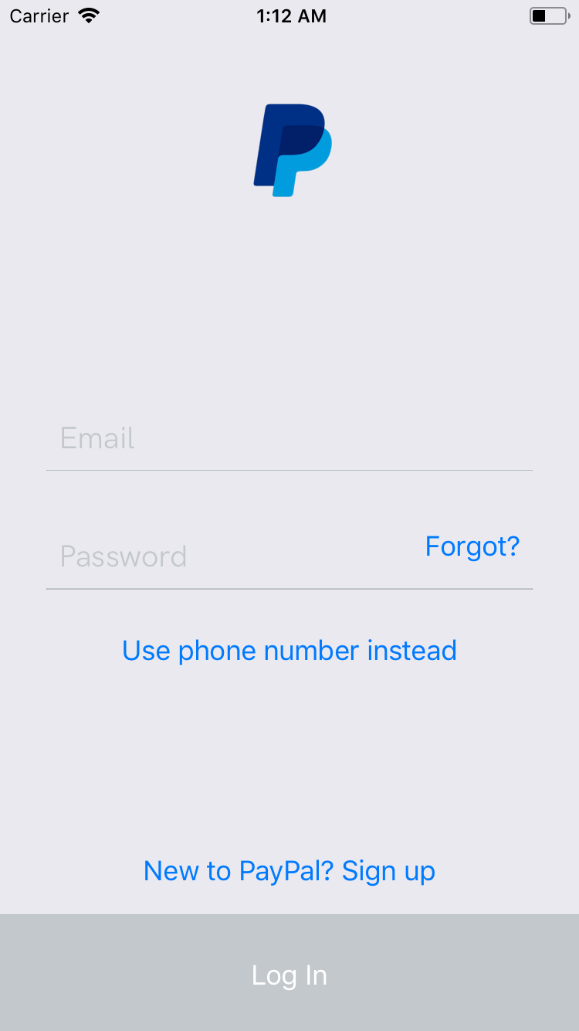 Carrier 1:12 AM
Email
Password
Forgot?
Use phone number instead
New to PayPal? Sign up
Log In